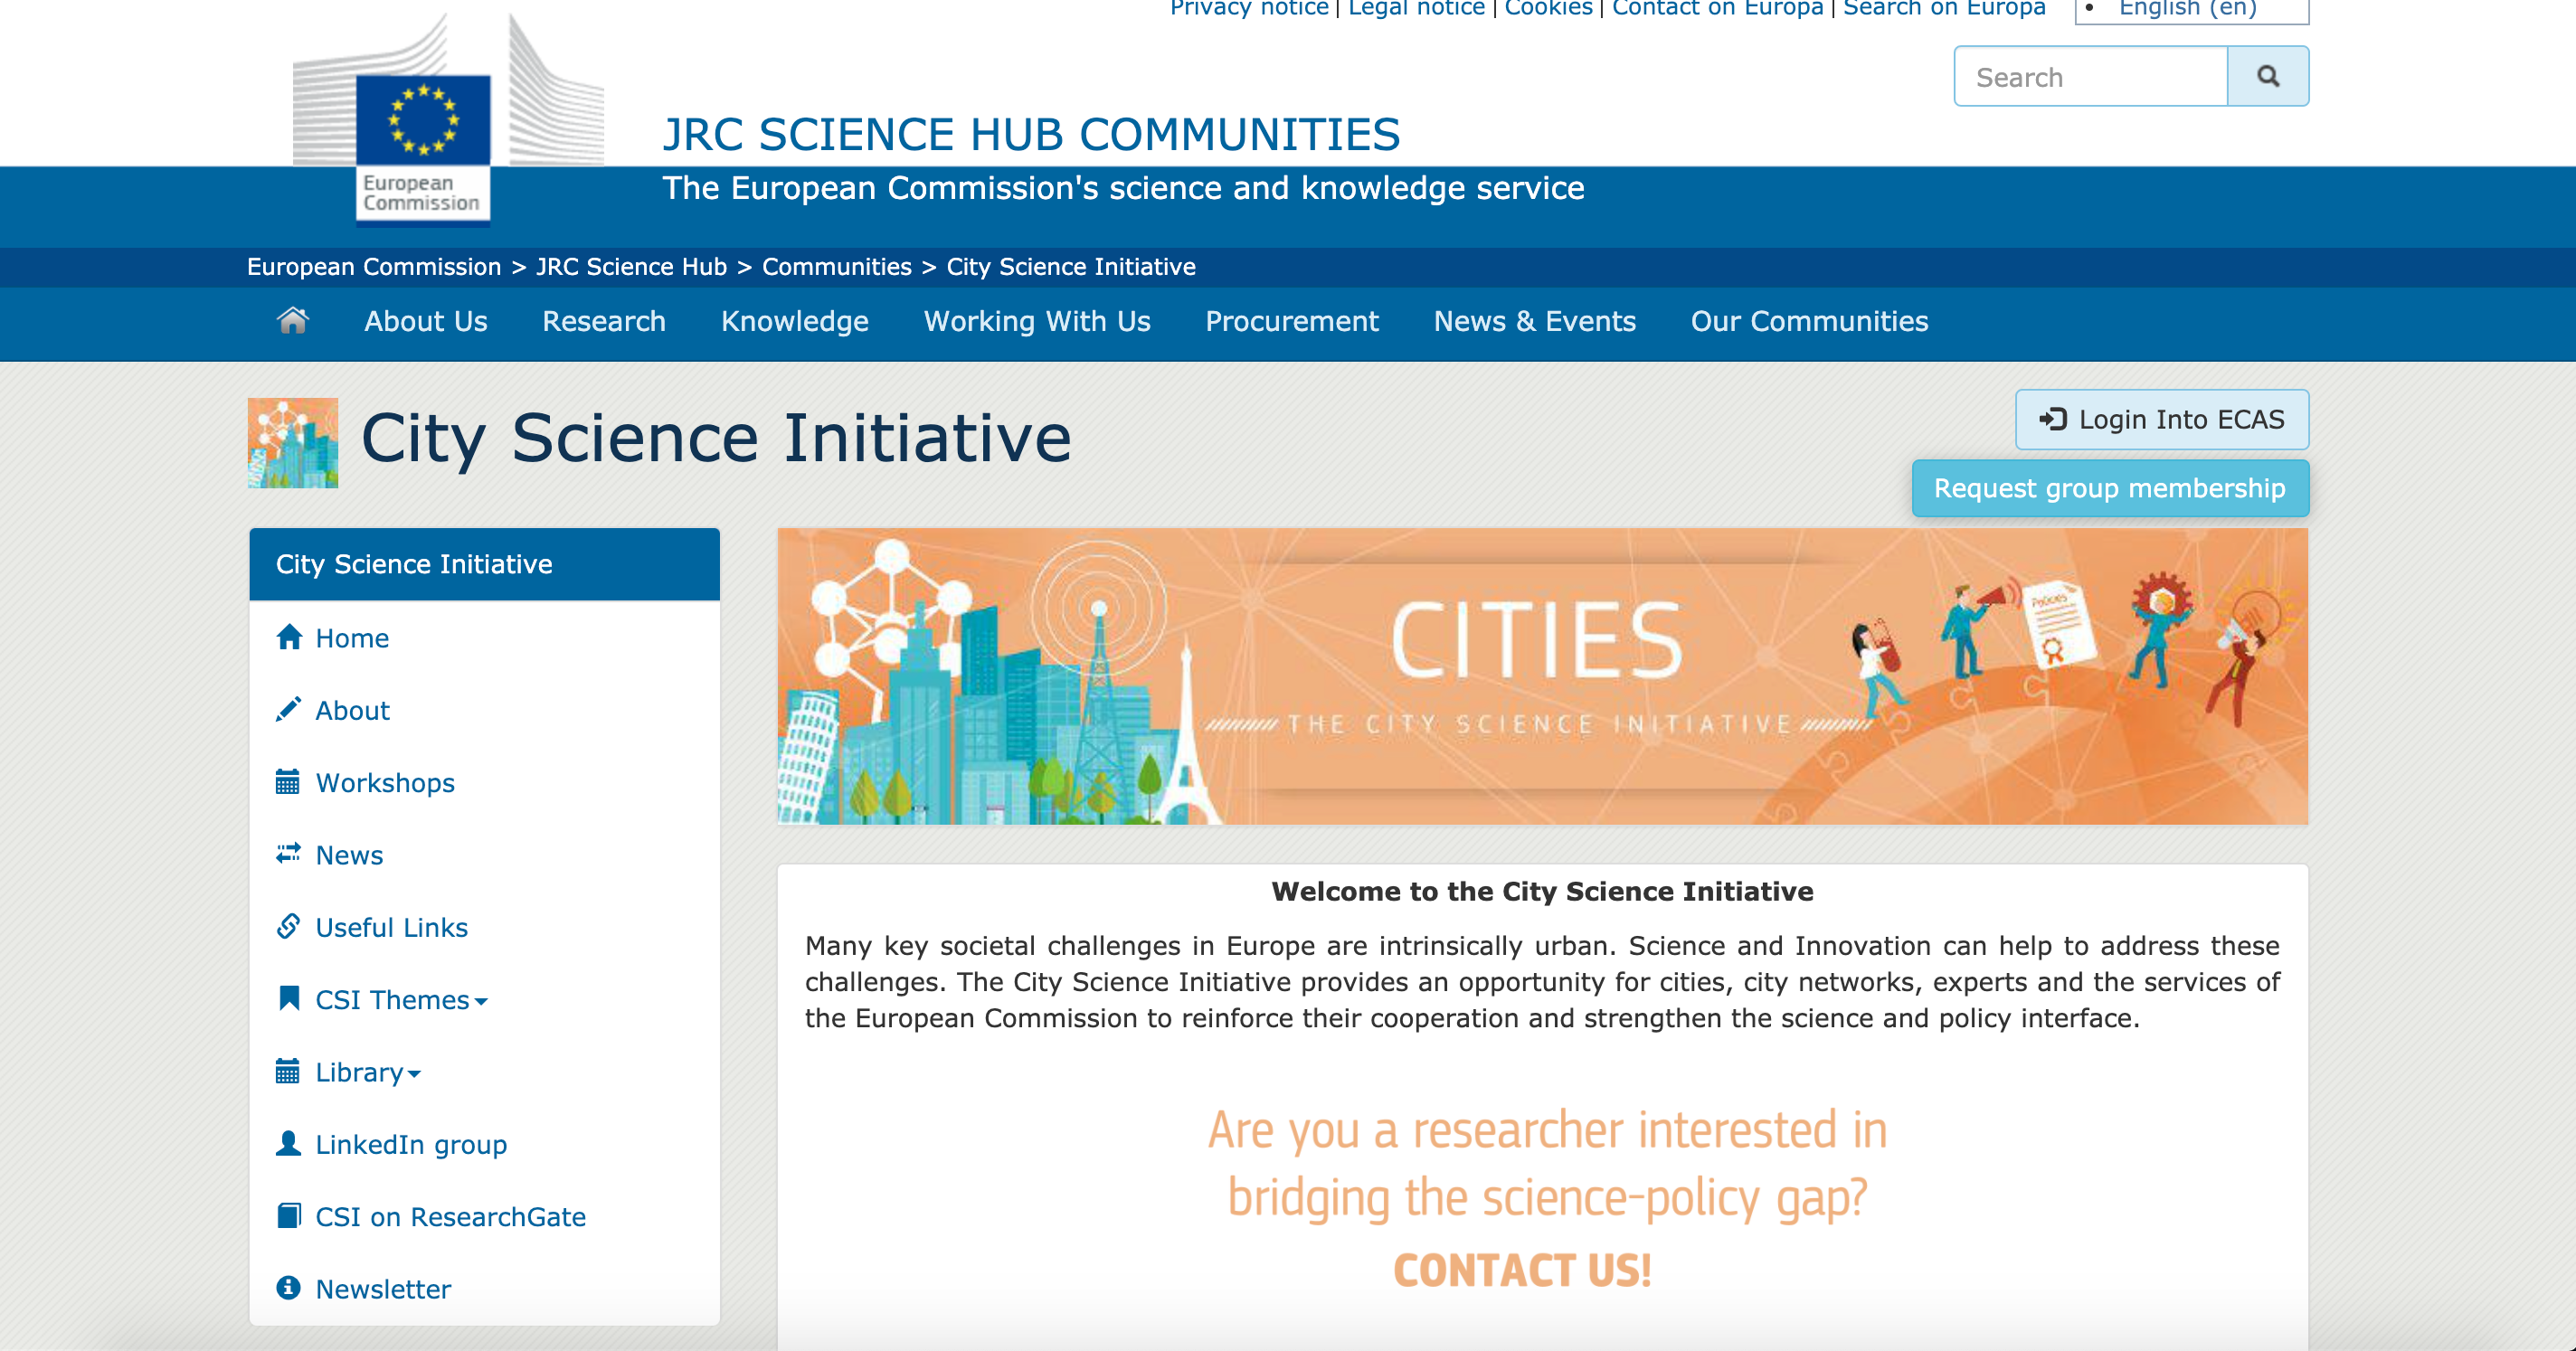 Privacy notice | Legal notice | Cookies | Contact on Europa | Search on Europa
• English (en)
Search
European
Commission
JRC SCIENCE HUB COMMUNITIES
The European Commission's science and knowledge service
European Commission > JRC Science Hub > Communities > City Science Initiative
About Us Research Knowledge Working With Us Procurement News & Events Our Communities
City Science Initiative
Login Into ECAS
Request group membership
City Science Initiative
Home
About
Workshops
News
Useful Links
CSI Themes
Library
LinkedIn group
CSI on ResearchGate
Newsletter
CITIES
THE CITY SCIENCE INITIATIVE
Policies
Welcome to the City Science Initiative
Many key societal challenges in Europe are intrinsically urban. Science and Innovation can help to address these
challenges. The City Science Initiative provides an opportunity for cities, city networks, experts and the services of
the European Commission to reinforce their cooperation and strengthen the science and policy interface.
Are you a researcher interested in
bridging the science-policy gap?
CONTACT US!